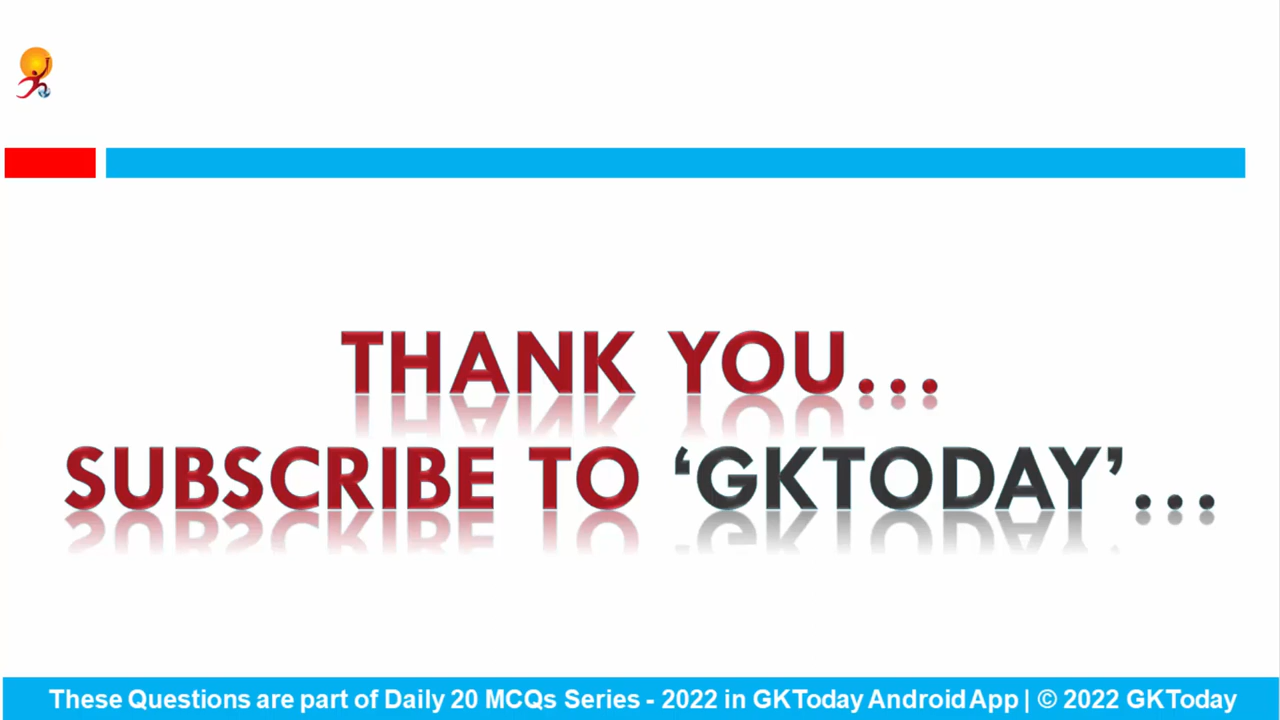 THANK YOU...
SUBSCRIBE TO ‘GKTODAY’...
These Questions are part of Daily 20 MCQs Series - 2022 in GKToday Android App | © 2022 GKToday